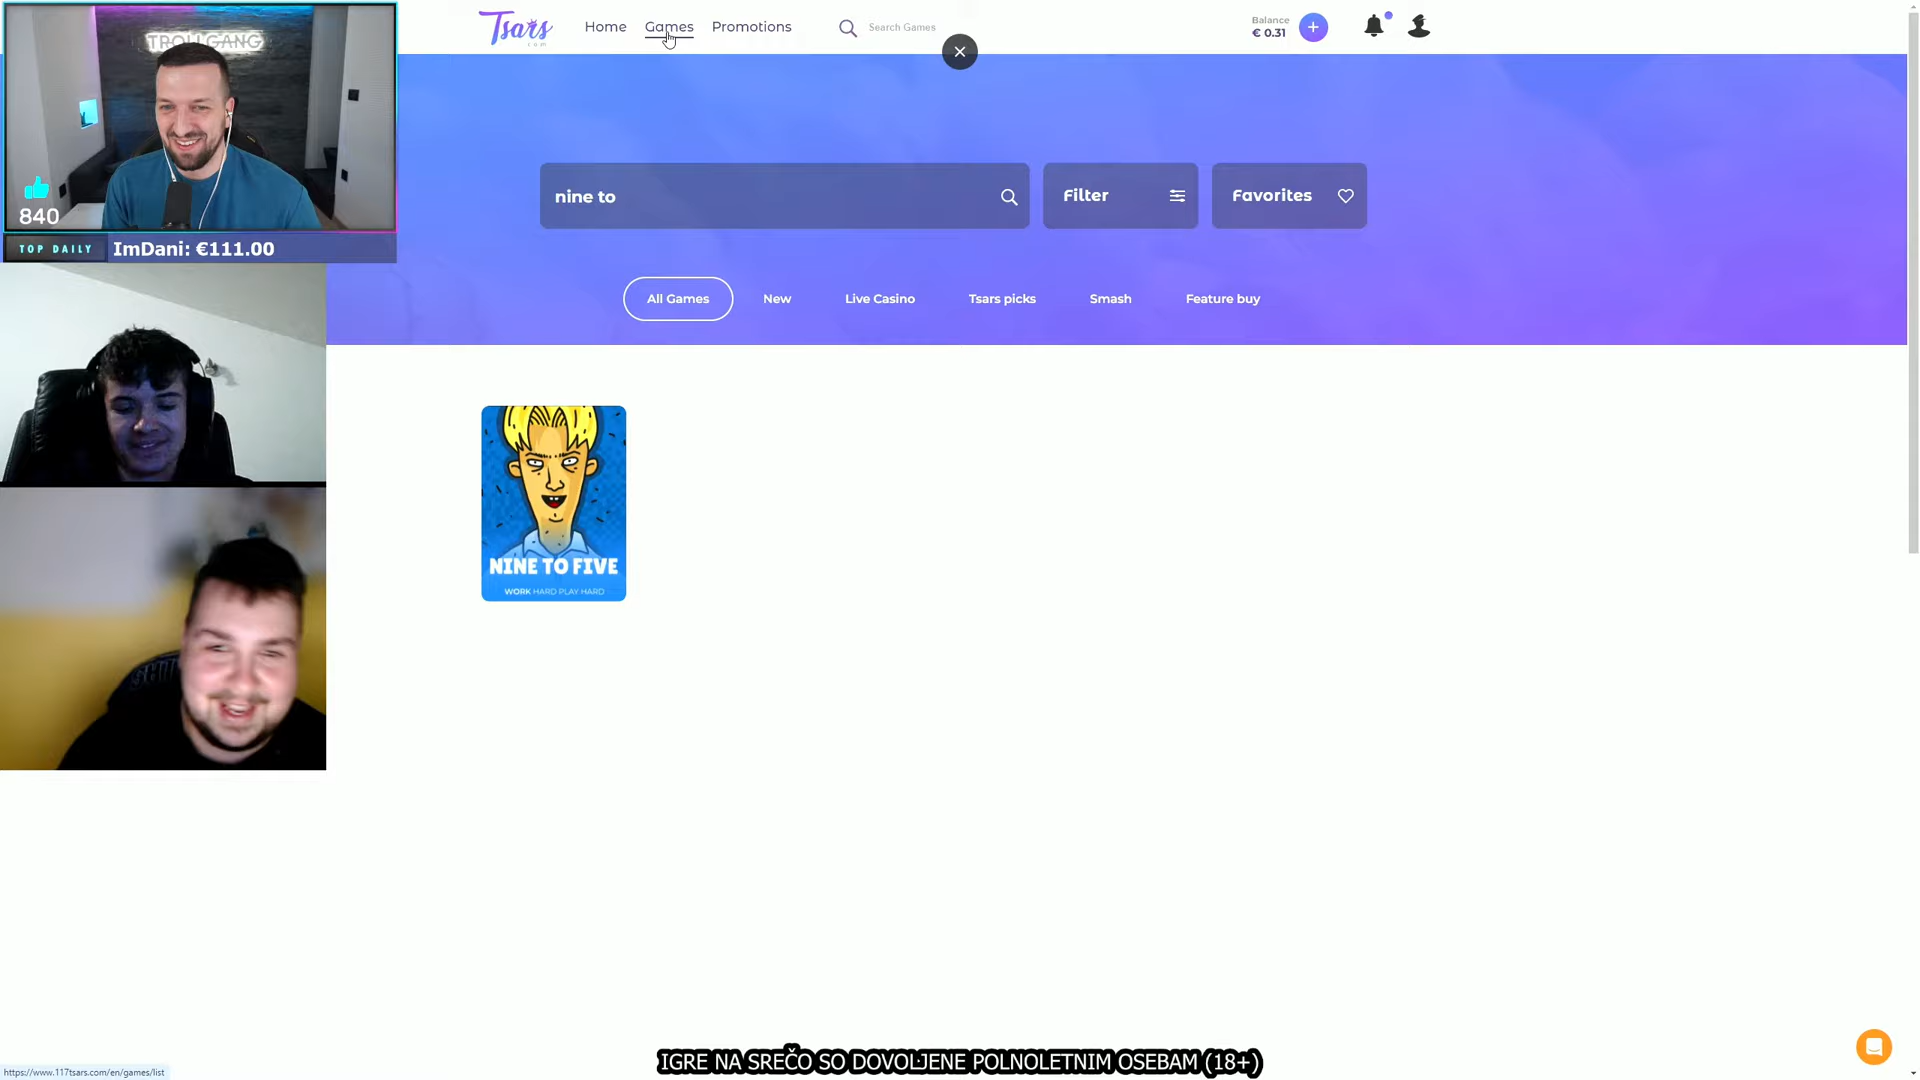 TROLLGANG
840
TOP DAILY
ImDani: €111.00
Tsars
.com
Home
Games
Promotions
Search Games
Balance
€ 0.31
nine to
Filter
Favorites
All Games
New
Live Casino
Tsars picks
Smash
Feature buy
NINE TO FIVE
WORK HARD PLAY HARD
IGRE NA SREČO SO DOVOLJENE POLNOLETNIM OSEBAM (18+)
https://www.117tsars.com/en/games/list